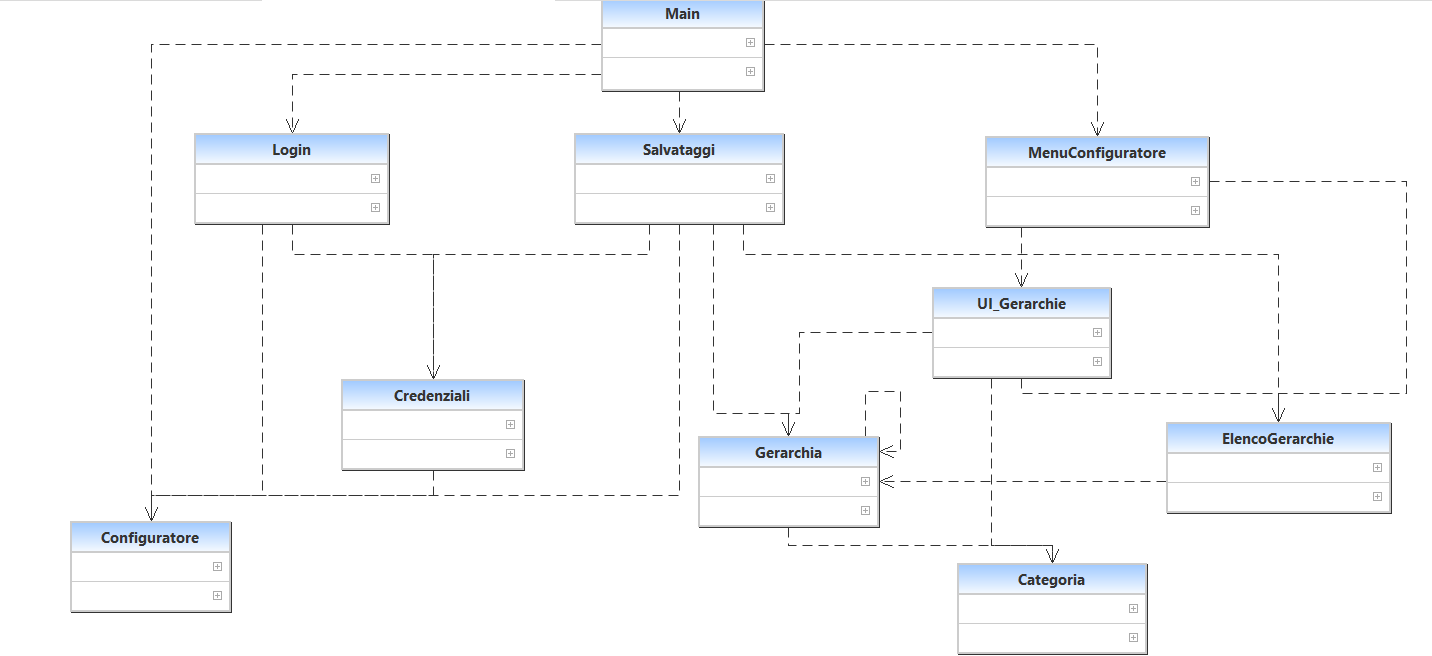 Main
Login
Salvataggi
MenuConfiguratore
UI_Gerarchie
Credenziali
Gerarchia
ElencoGerarchie
Configuratore
Categoria